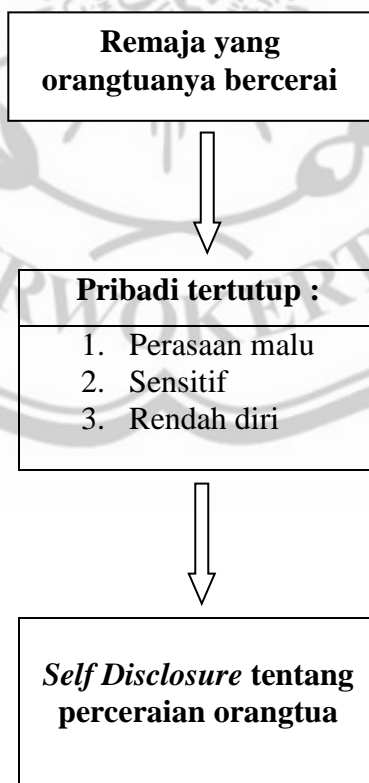 Remaja yang
orangtuanya bercerai
RWOKERT
Pribadi tertutup :
1. Perasaan malu
2. Sensitif
3. Rendah diri
Self Disclosure tentang
perceraian orangtua